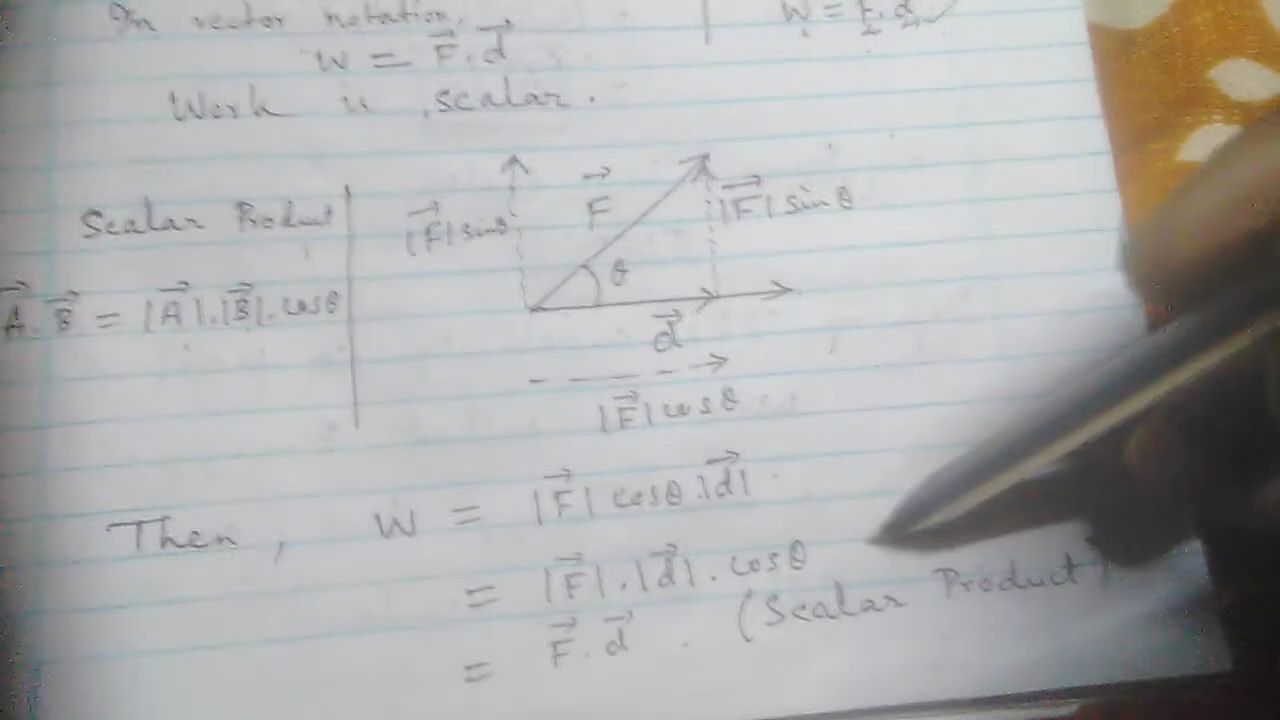 In vector notation,
W = F⃗.d⃗
W = F.d
Work is scalar.
Scalar Product
A⃗.B⃗ = |A⃗|.|B⃗|.cosθ
|F⃗|sinθ
F⃗
|F⃗|sinθ
θ
d⃗
|F⃗|cosθ
Then, W = |F⃗|cosθ.|d⃗|
= |F⃗|.|d⃗|.cosθ
= F⃗.d⃗. (Scalar Product)